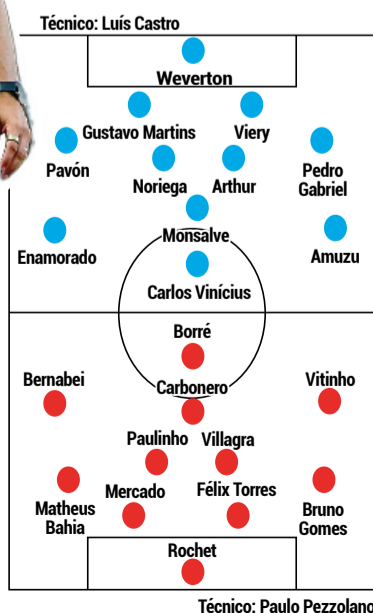 Técnico: Luís Castro
Weverton
Gustavo Martins
Viery
Pavón
Noriega
Arthur
Pedro
Gabriel
Monsalve
Enamorado
Amuzu
Carlos Vinícius
Borré
Bernabei
Carbonero
Vitinho
Paulinho
Villagra
Matheus
Bahia
Mercado
Félix Torres
Bruno
Gomes
Rochet
Técnico: Paulo Pezzolano